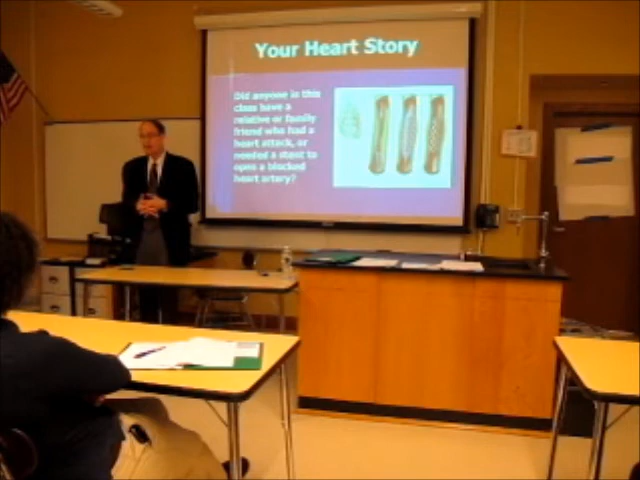 Your Heart Story
Did anyone in this
class have a
relative or family
friend who had a
heart attack, or
needed a stent to
open a blocked
heart artery?